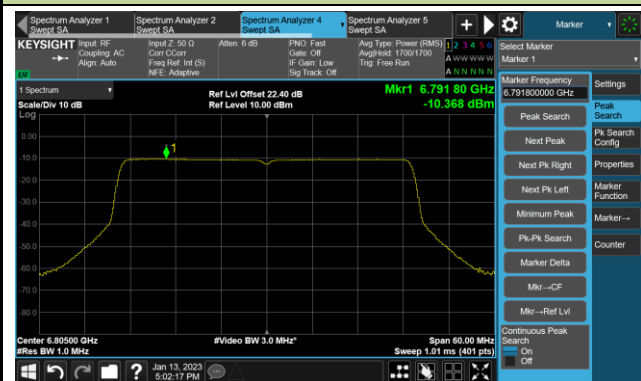 Spectrum Analyzer 1
Swept SA
Spectrum Analyzer 2
Swept SA
Spectrum Analyzer 4
Swept SA
Spectrum Analyzer 5
Swept SA
Marker
KEYSIGHT
Input: RF
Coupling: AC
Align: Auto
Input Z: 50 Ω
Corr CCorr
Freq Ref: Int (S)
NFE: Adaptive
Atten: 6 dB
PNO: Fast
Gate: Off
IF Gain: Low
Sig Track: Off
Avg Type: Power (RMS)
Avg|Hold: 1700/1700
Trig: Free Run
1 2 3 4 5 6
A W W W W W
A N N N N N
Select Marker
Marker 1
1 Spectrum
Scale/Div 10 dB
Log
Ref Lvl Offset 22.40 dB
Ref Level 10.00 dBm
Mkr1 6.791 80 GHz
-10.368 dBm
0.00
-10.0
-20.0
-30.0
-40.0
-50.0
-60.0
-70.0
-80.0
1
Center 6.80500 GHz
#Res BW 1.0 MHz
#Video BW 3.0 MHz*
Span 60.00 MHz
Sweep 1.01 ms (401 pts)
Marker Frequency
6.791800000 GHz
Peak Search
Next Peak
Next Pk Right
Next Pk Left
Minimum Peak
Pk-Pk Search
Marker Delta
Mkr→CF
Mkr→Ref Lvl
Continuous Peak
Search
On
Off
Settings
Peak
Search
Pk Search
Config
Properties
Marker
Function
Marker→
Counter
Jan 13, 2023
5:02:17 PM